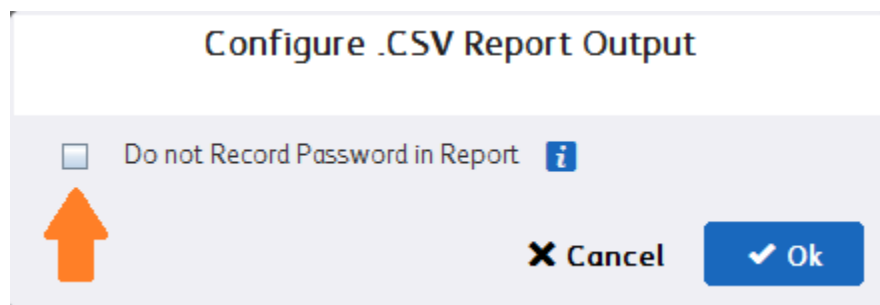 Configure .CSV Report Output
Do not Record Password in Report i
Cancel Ok